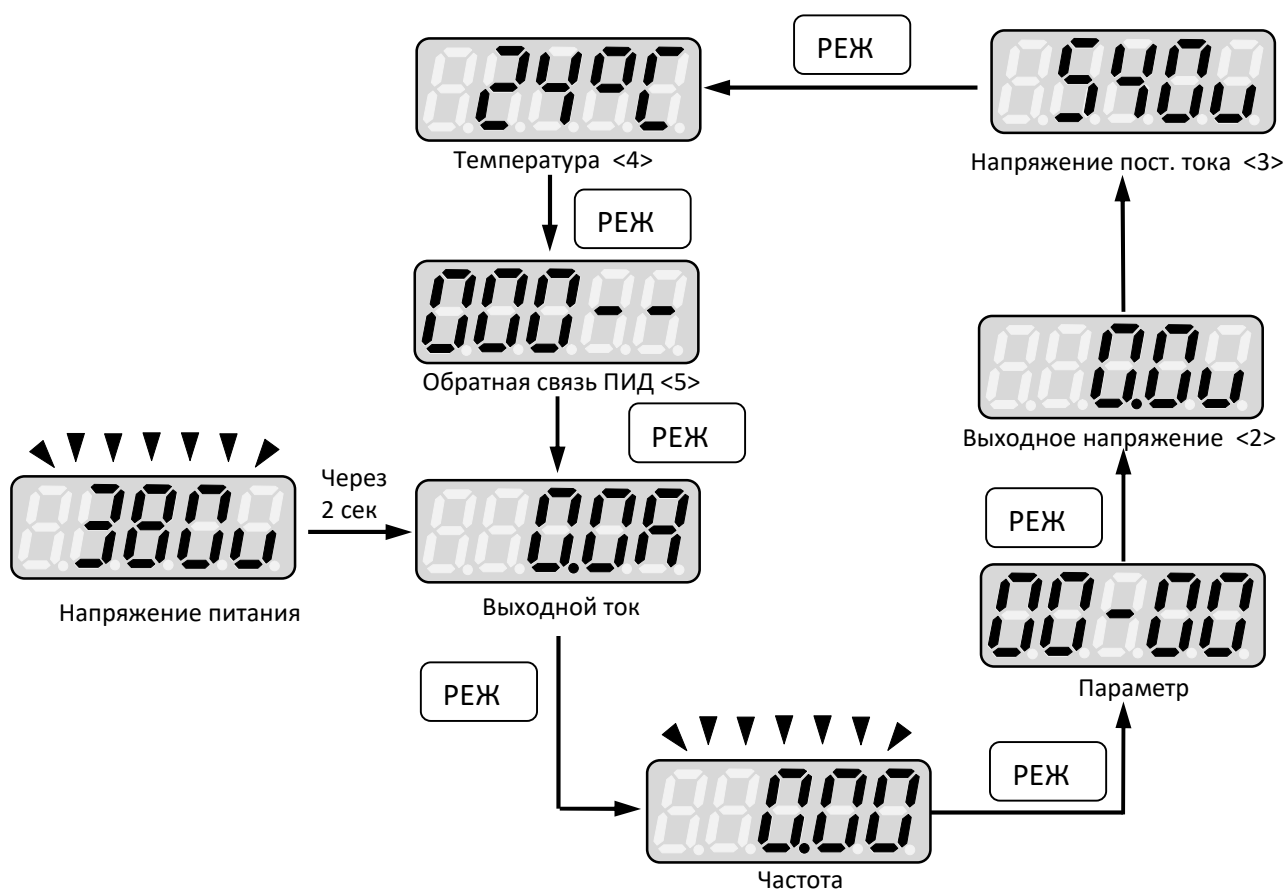 РЕЖ
24°C
540u
Температура <4>
Напряжение пост. тока <3>
РЕЖ
000--
0.0u
Обратная связь ПИД <5>
Выходное напряжение <2>
РЕЖ
Через
2 сек
380u
0.0A
РЕЖ
Напряжение питания
Выходной ток
00-00
Параметр
РЕЖ
РЕЖ
0.00
Частота